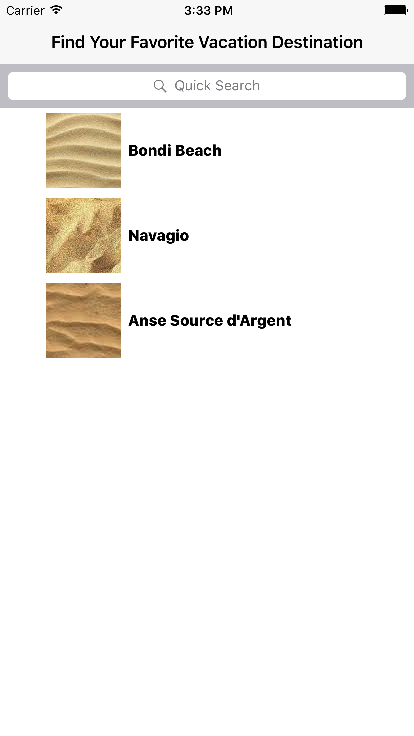 Carrier 3:33 PM
Find Your Favorite Vacation Destination
Quick Search
Bondi Beach
Navagio
Anse Source d'Argent